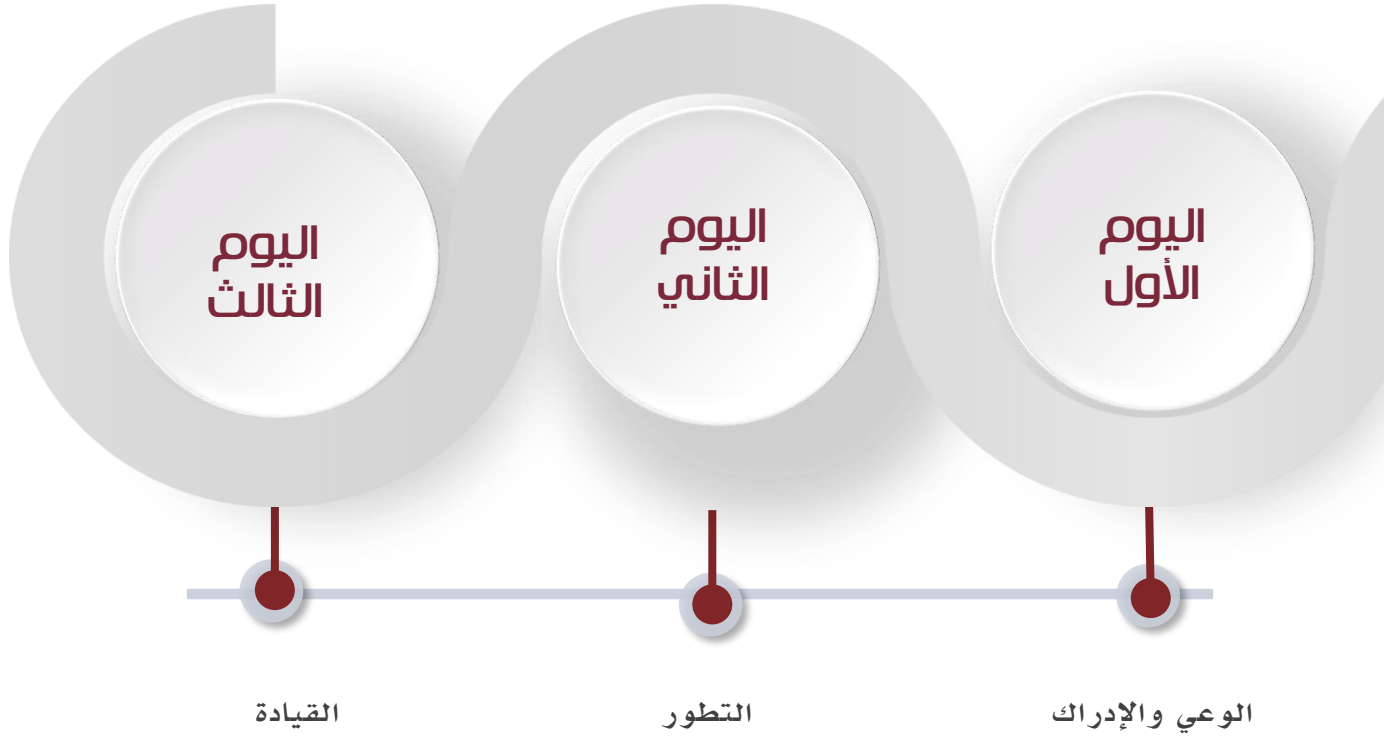 اليوم
الأول
اليوم
الثاني
اليوم
الثالث
الوعي والإدراك
التطور
القيادة